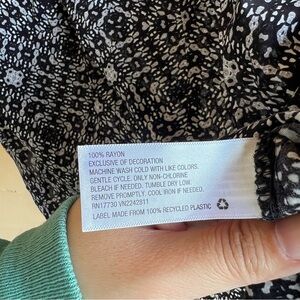 100% RAYON
EXCLUSIVE OF DECORATION
MACHINE WASH COLD WITH LIKE COLORS.
GENTLE CYCLE. ONLY NON-CHLORINE
BLEACH IF NEEDED. TUMBLE DRY LOW.
REMOVE PROMPTLY. COOL IRON IF NEEDED.
RN17730 VN2242811
LABEL MADE FROM 100% RECYCLED PLASTIC